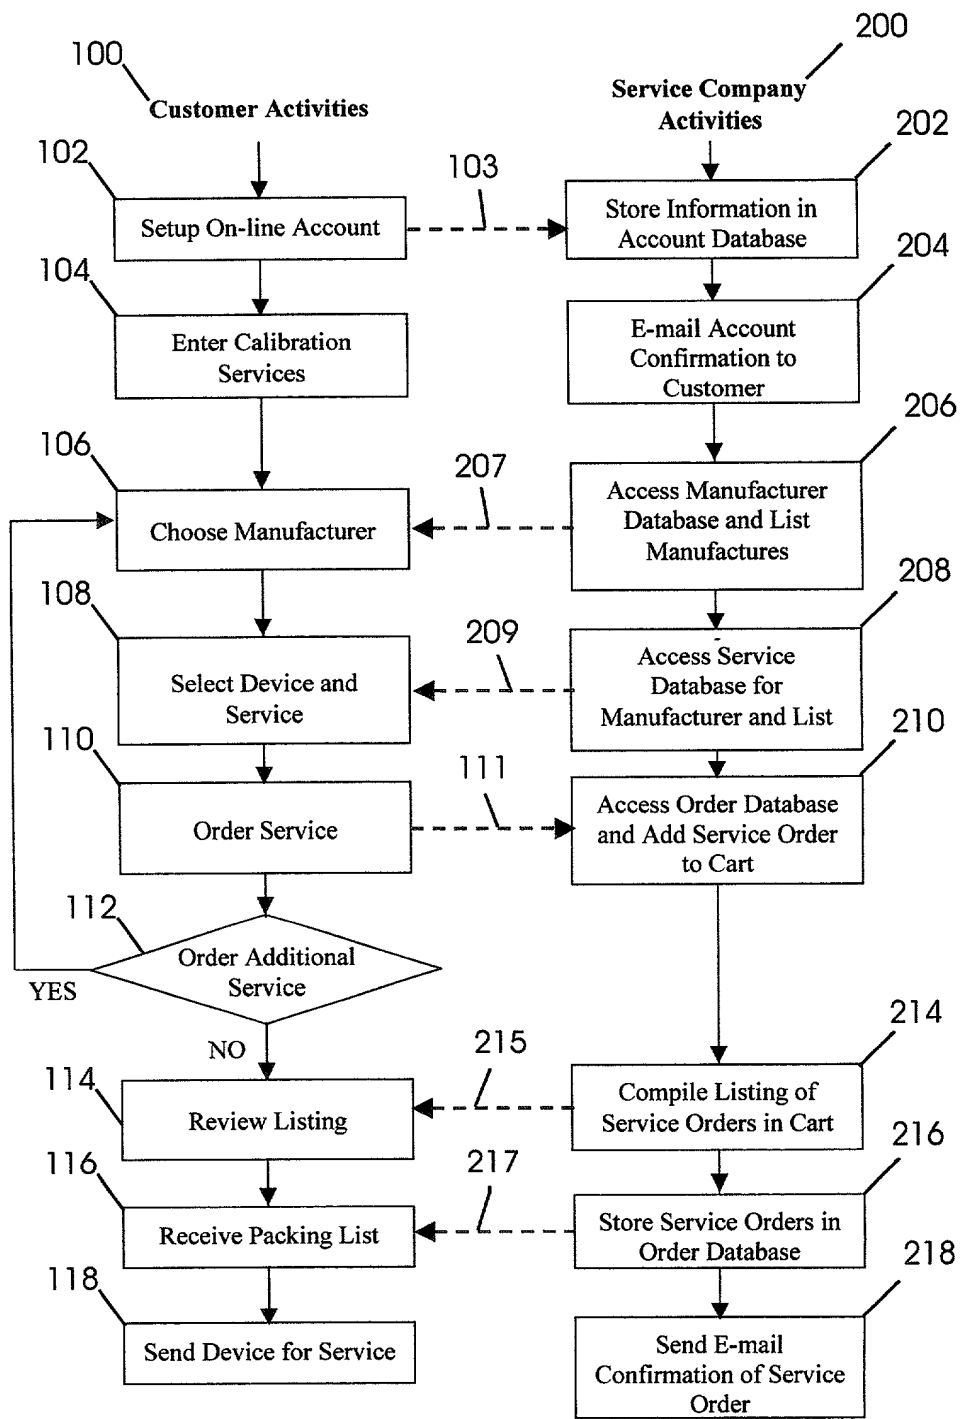 100
Customer Activities
200
Service Company
Activities
102
Setup On-line Account
103
202
Store Information in
Account Database
104
Enter Calibration
Services
204
E-mail Account
Confirmation to
Customer
106
Choose Manufacturer
207
206
Access Manufacturer
Database and List
Manufactures
108
Select Device and
Service
209
208
Access Service
Database for
Manufacturer and List
110
Order Service
111
210
Access Order Database
and Add Service Order
to Cart
112
Order Additional
Service
YES
NO
114
Review Listing
215
214
Compile Listing of
Service Orders in Cart
116
Receive Packing List
217
216
Store Service Orders in
Order Database
118
Send Device for Service
218
Send E-mail
Confirmation of Service
Order